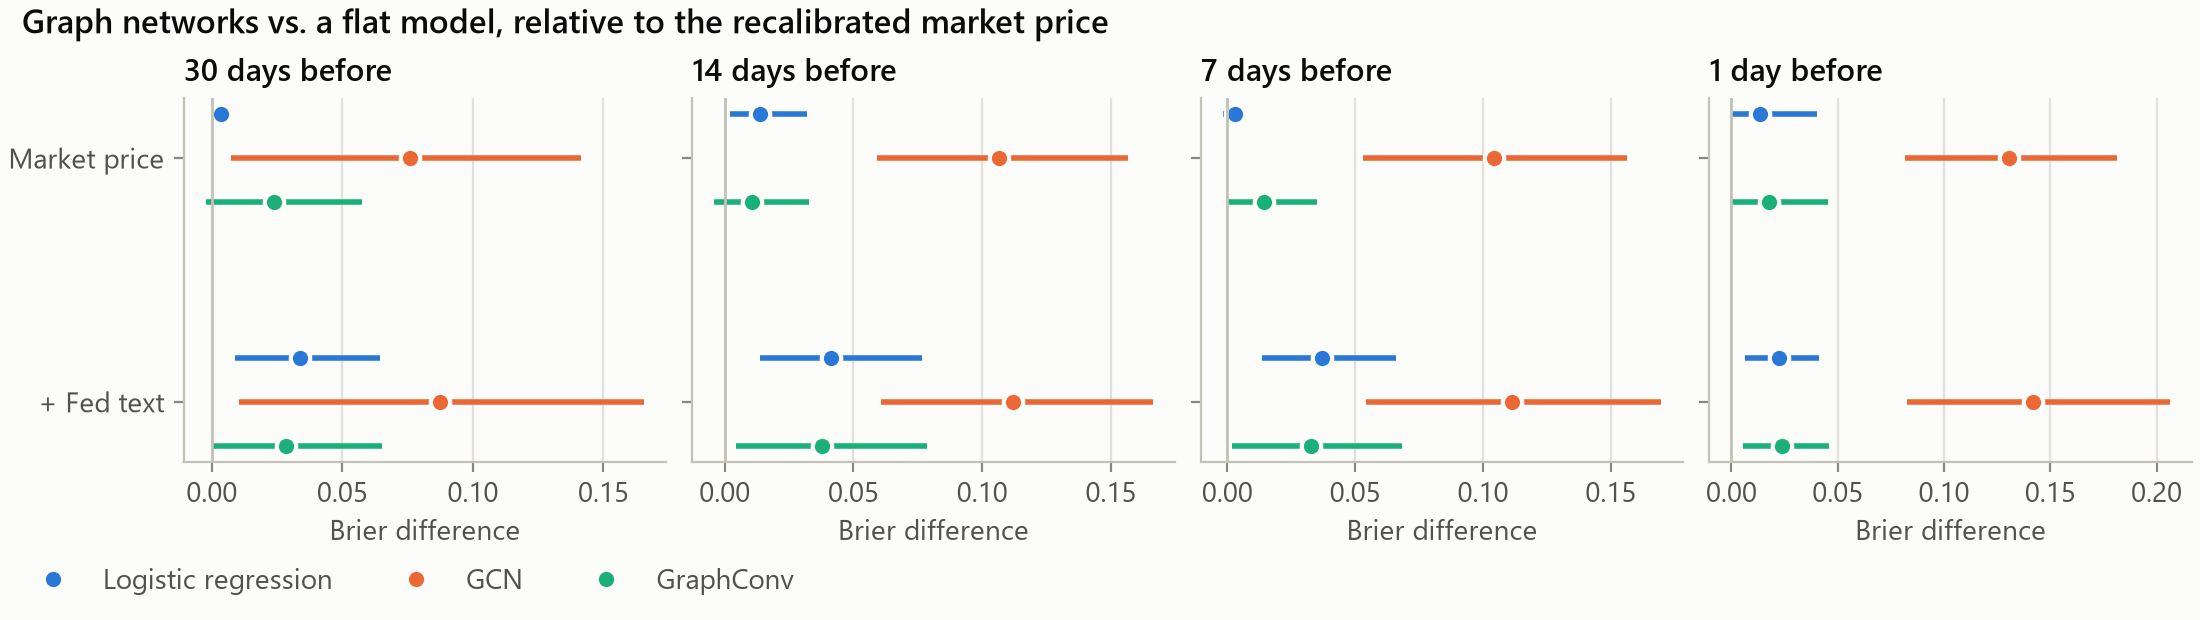 Graph networks vs. a flat model, relative to the recalibrated market price
30 days before
14 days before
7 days before
1 day before
Market price
+ Fed text
0.00 0.05 0.10 0.15
0.00 0.05 0.10 0.15
0.00 0.05 0.10 0.15
0.00 0.05 0.10 0.15 0.20
Brier difference
Brier difference
Brier difference
Brier difference
Logistic regression
GCN
GraphConv